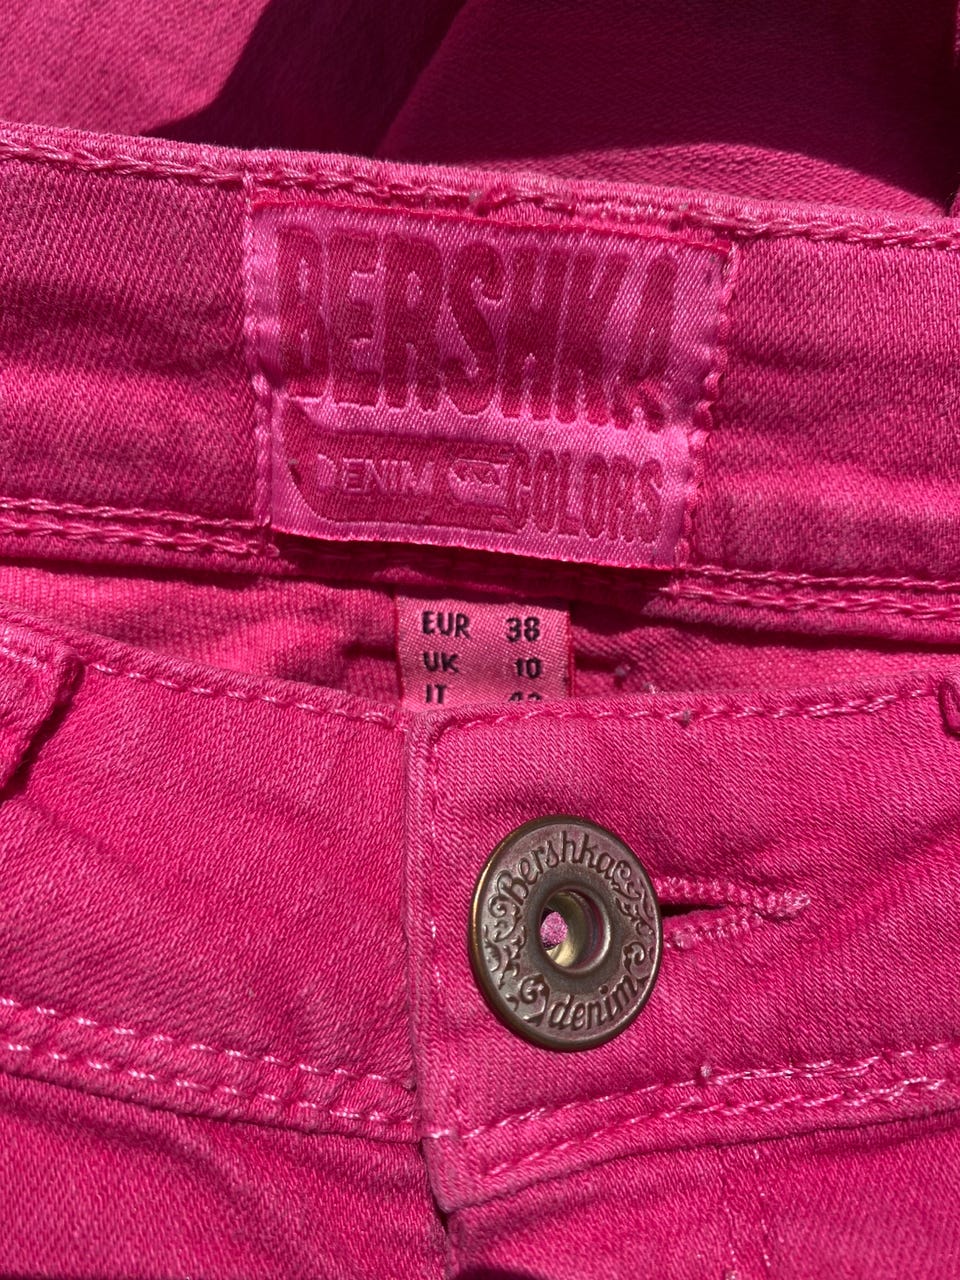 BERSHKA
DENIM COLORS
EUR 38
UK 10
IT
Bershka
denim